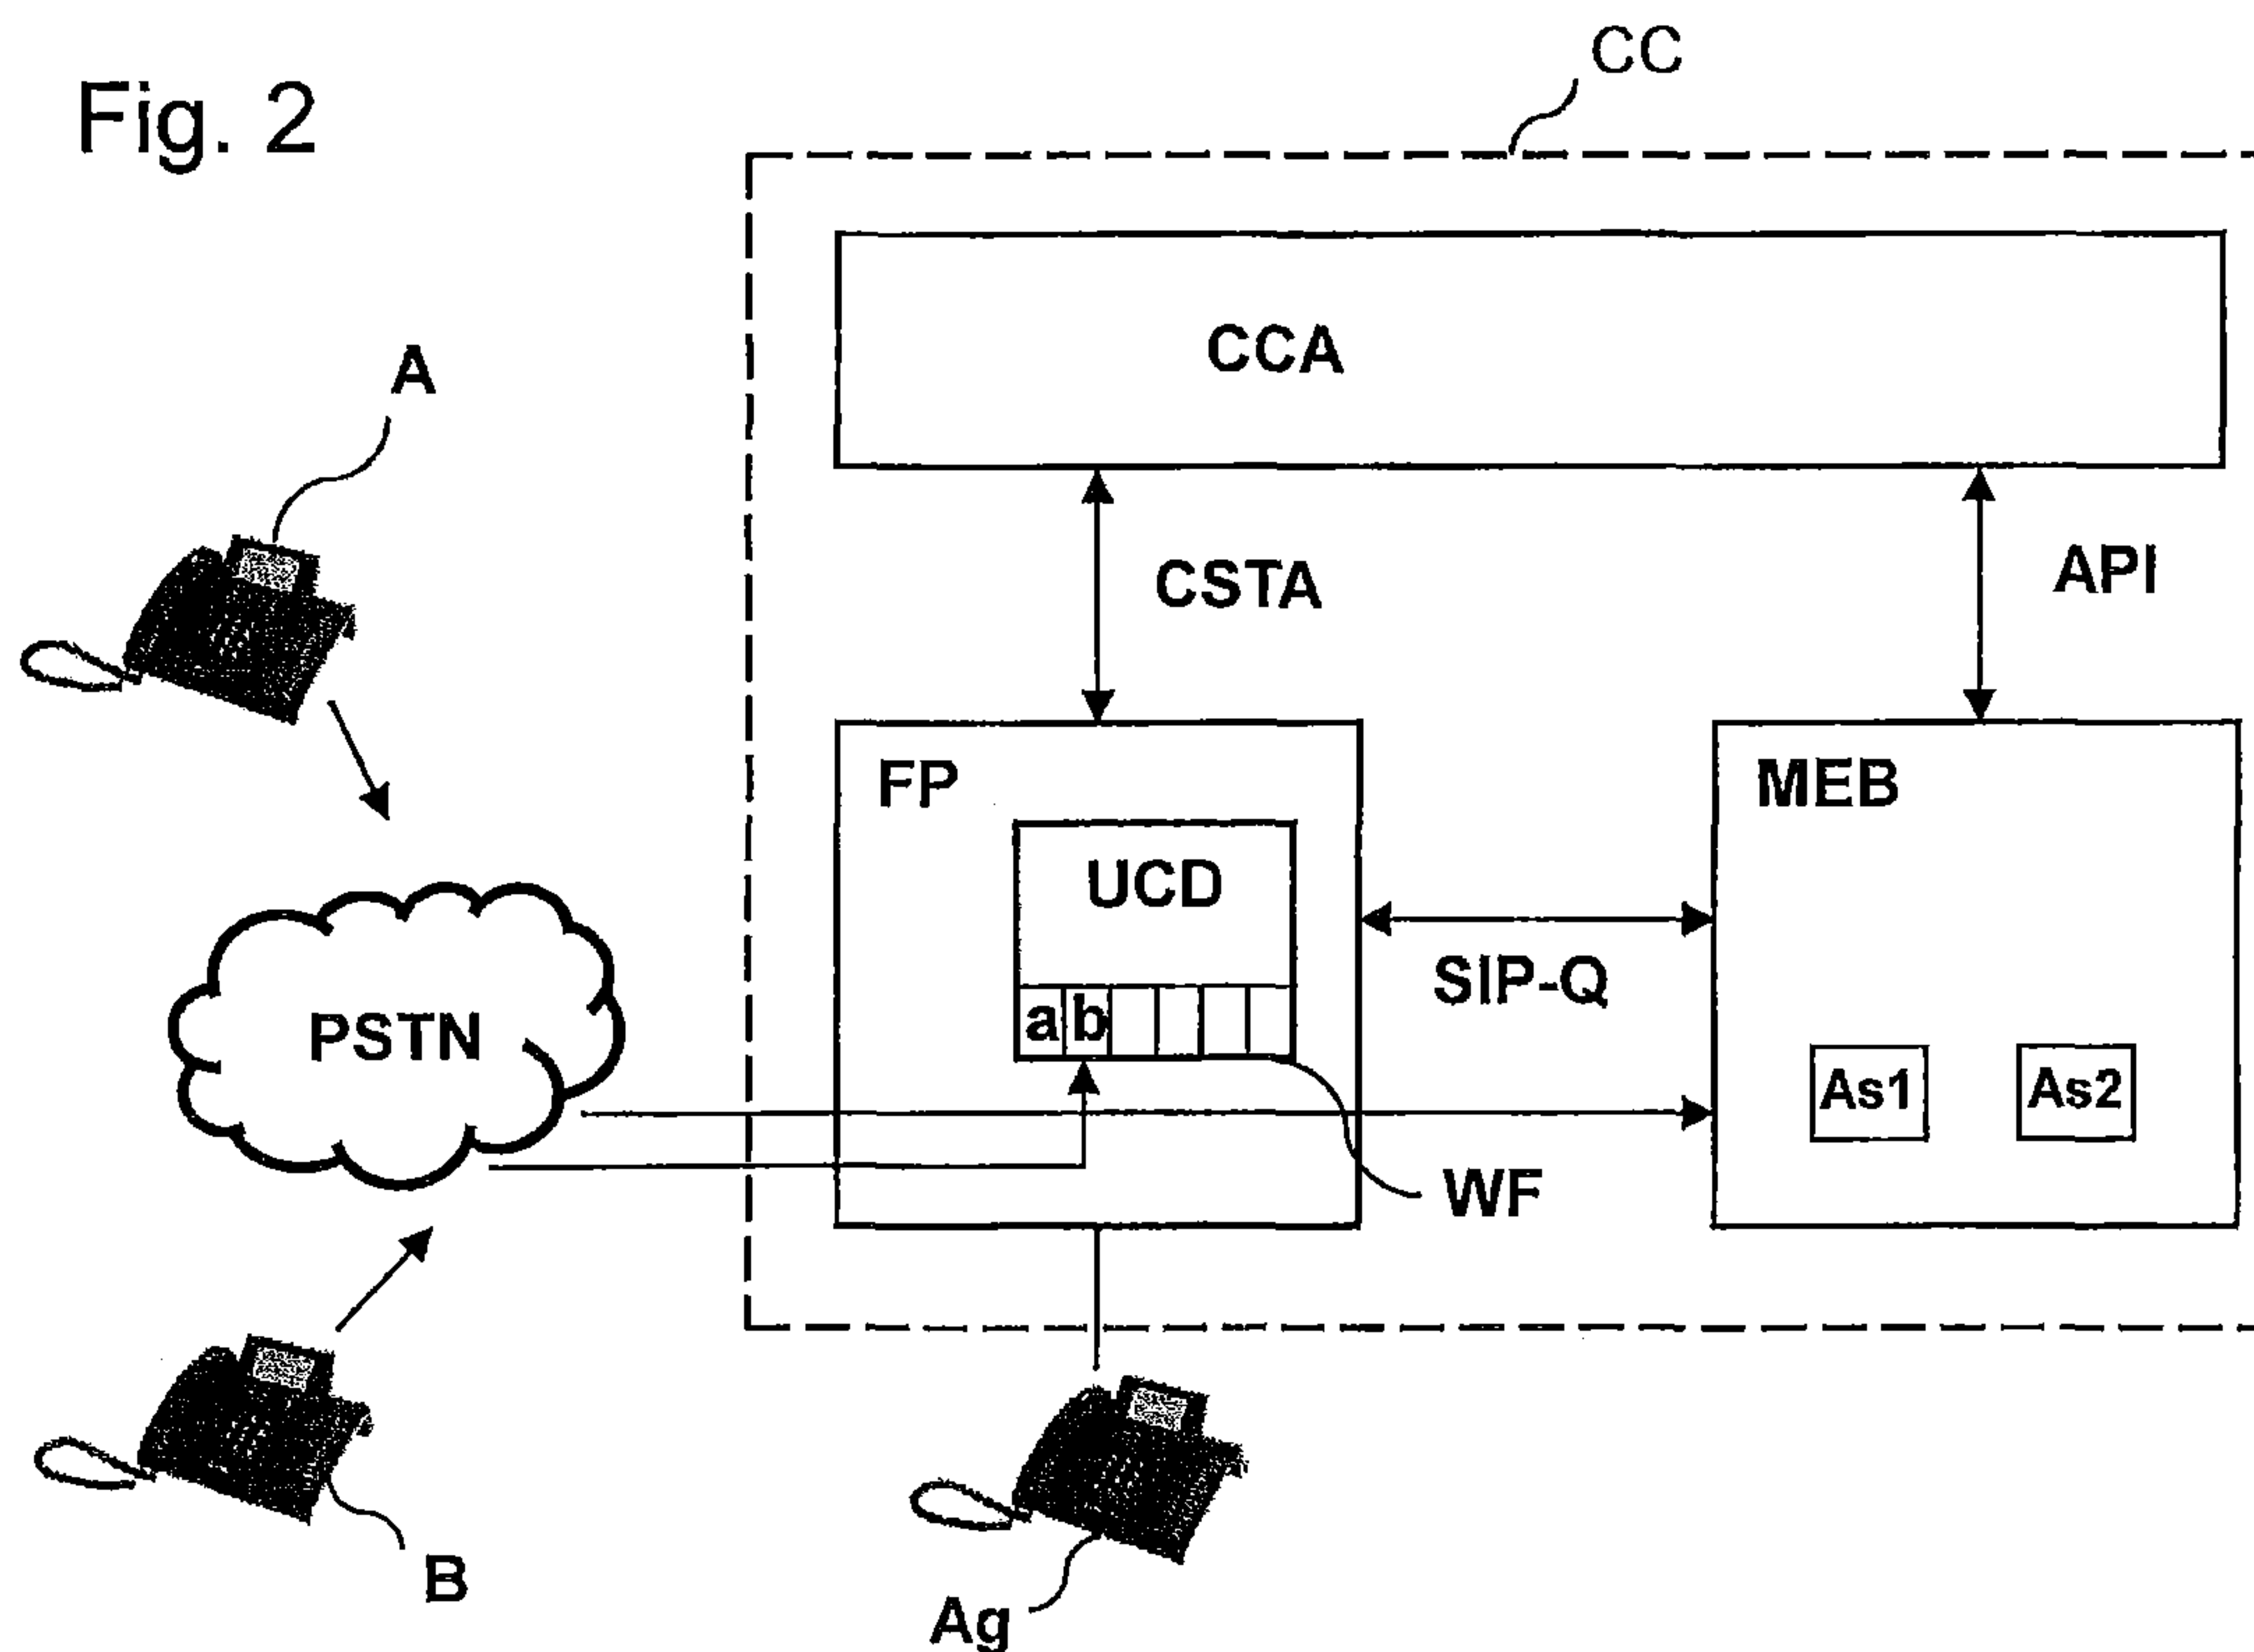 Fig. 2
CC
CCA
A
CSTA
API
FP
MEB
UCD
SIP-Q
a b
PSTN
As1
As2
WF
B
Ag